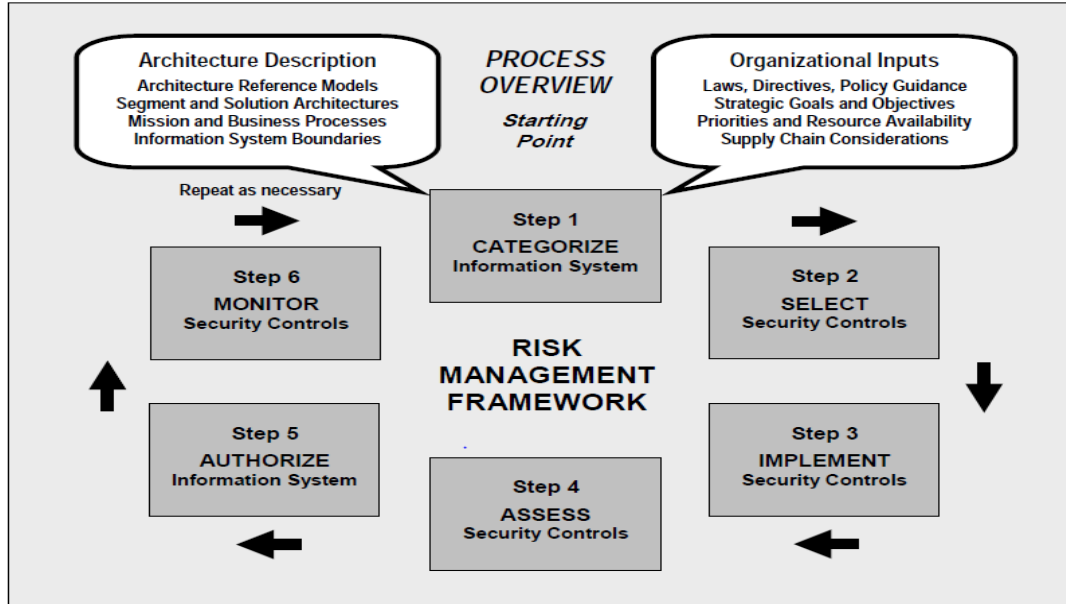 Architecture Description
Architecture Reference Models
Segment and Solution Architectures
Mission and Business Processes
Information System Boundaries
PROCESS
OVERVIEW
Starting
Point
Organizational Inputs
Laws, Directives, Policy Guidance
Strategic Goals and Objectives
Priorities and Resource Availability
Supply Chain Considerations
Repeat as necessary
Step 1
CATEGORIZE
Information System
Step 2
SELECT
Security Controls
Step 3
IMPLEMENT
Security Controls
Step 4
ASSESS
Security Controls
Step 5
AUTHORIZE
Information System
Step 6
MONITOR
Security Controls
RISK
MANAGEMENT
FRAMEWORK